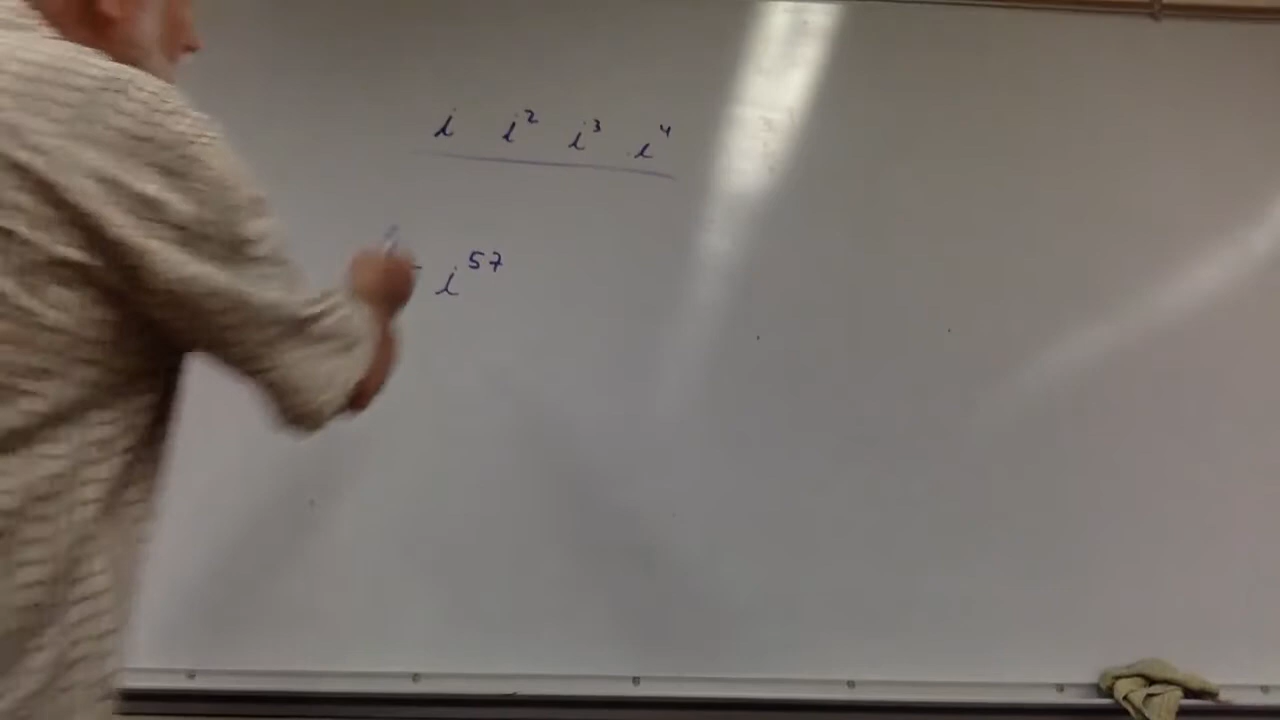 i i² i³ i⁴
i⁵⁷